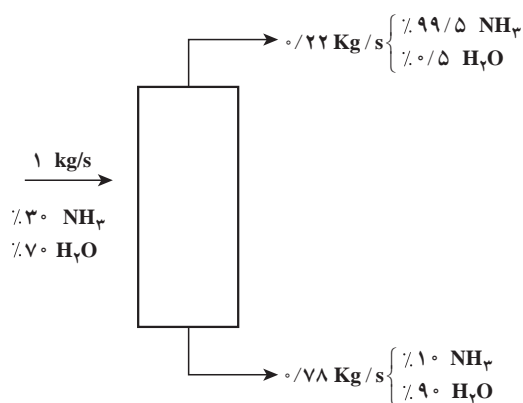 ۰/۲۲ Kg/s { ٪۹۹/۵ NH۳
٪۰/۵ H۲O
۱ kg/s
٪۳۰ NH۳
٪۷۰ H۲O
۰/۷۸ Kg/s { ٪۱۰ NH۳
٪۹۰ H۲O